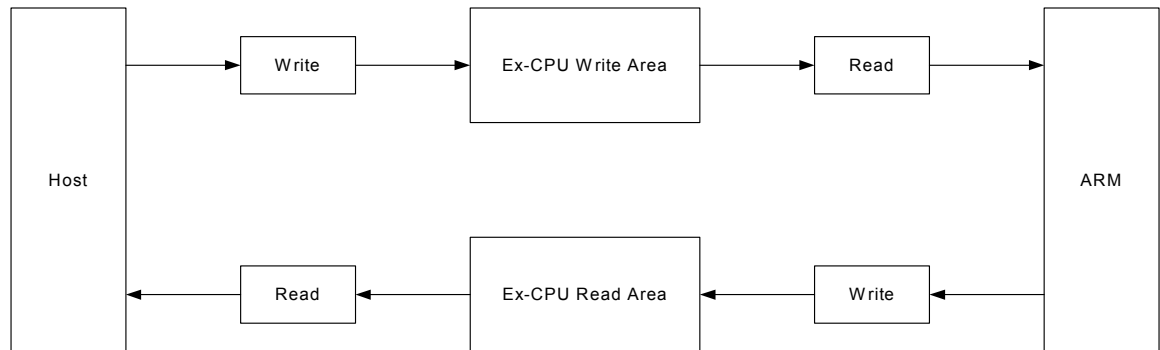 Write
Ex-CPU Write Area
Read
Host
ARM
Read
Ex-CPU Read Area
Write